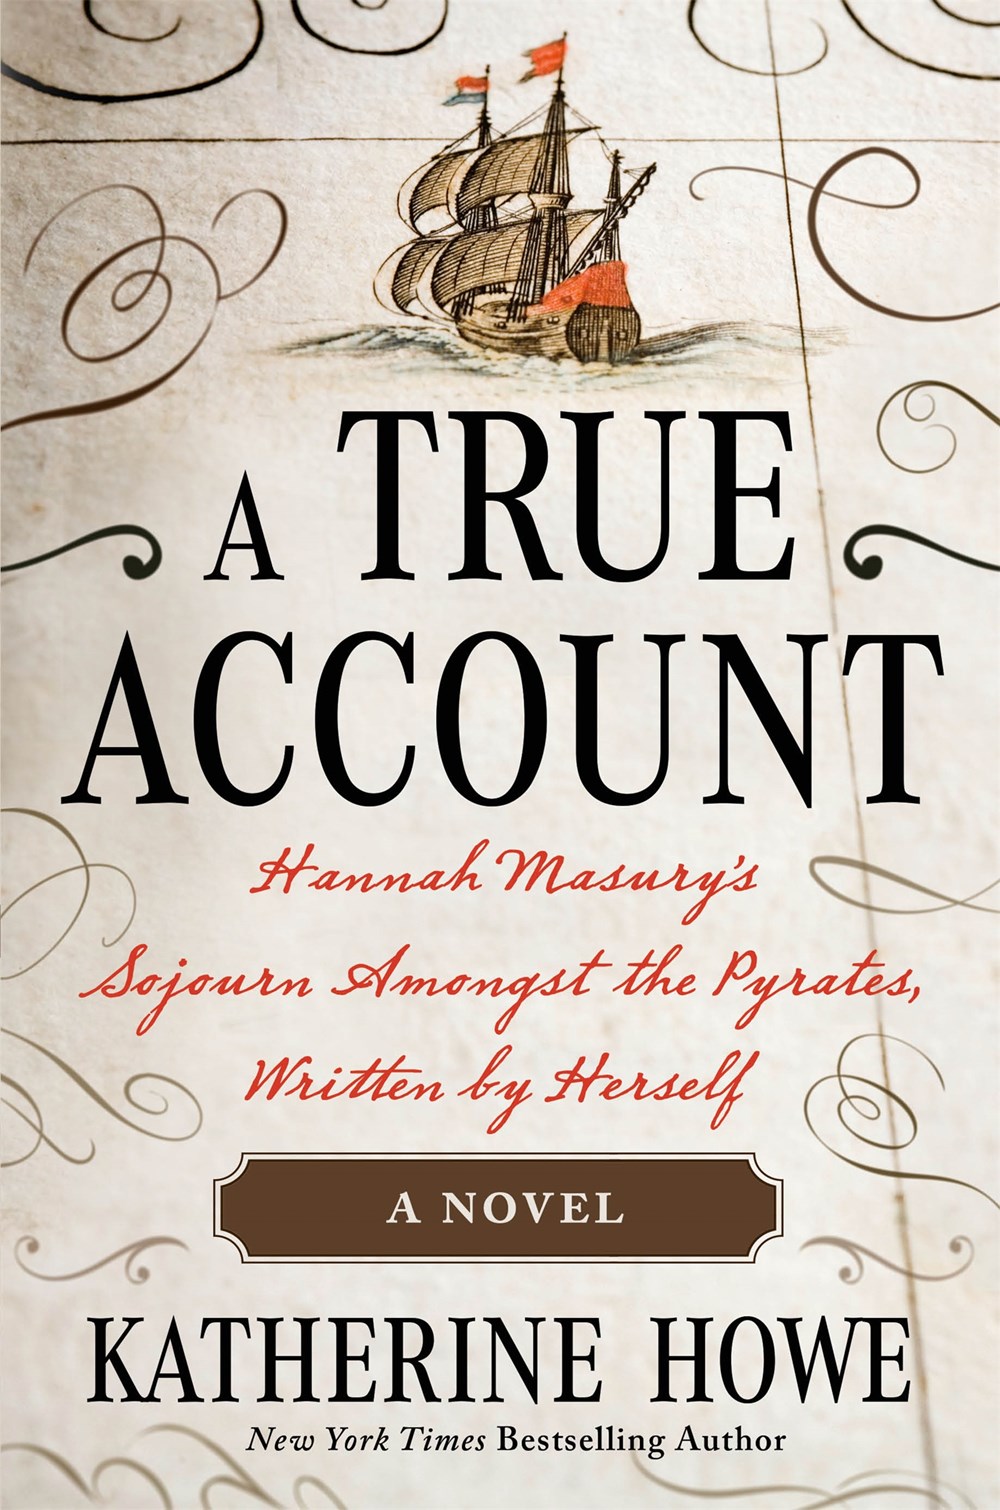 A TRUE
ACCOUNT
Hannah Masury's
Sojourn Amongst the Pyrates,
Written by Herself
A NOVEL
KATHERINE HOWE
New York Times Bestselling Author